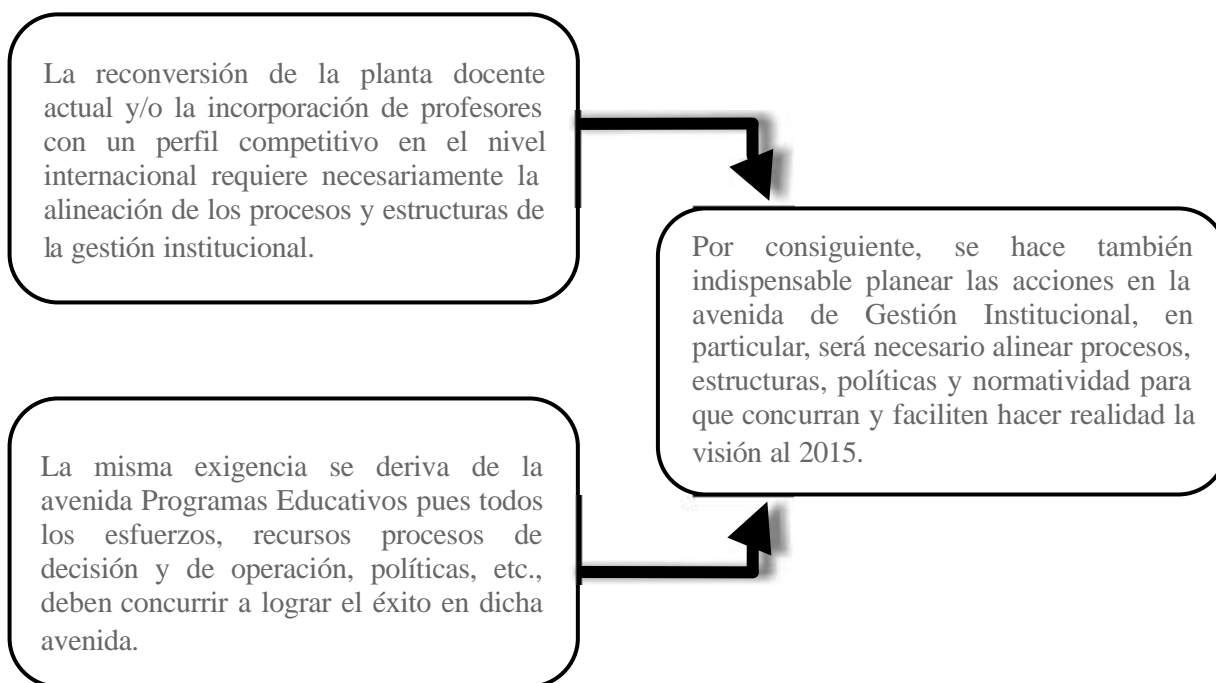 La reconversión de la planta docente
actual y/o la incorporación de profesores
con un perfil competitivo en el nivel
internacional requiere necesariamente la
alineación de los procesos y estructuras de
la gestión institucional.
La misma exigencia se deriva de la
avenida Programas Educativos pues todos
los esfuerzos, recursos procesos de
decisión y de operación, políticas, etc.,
deben concurrir a lograr el éxito en dicha
avenida.
Por consiguiente, se hace también
indispensable planear las acciones en la
avenida de Gestión Institucional, en
particular, será necesario alinear procesos,
estructuras, políticas y normatividad para
que concurran y faciliten hacer realidad la
visión al 2015.